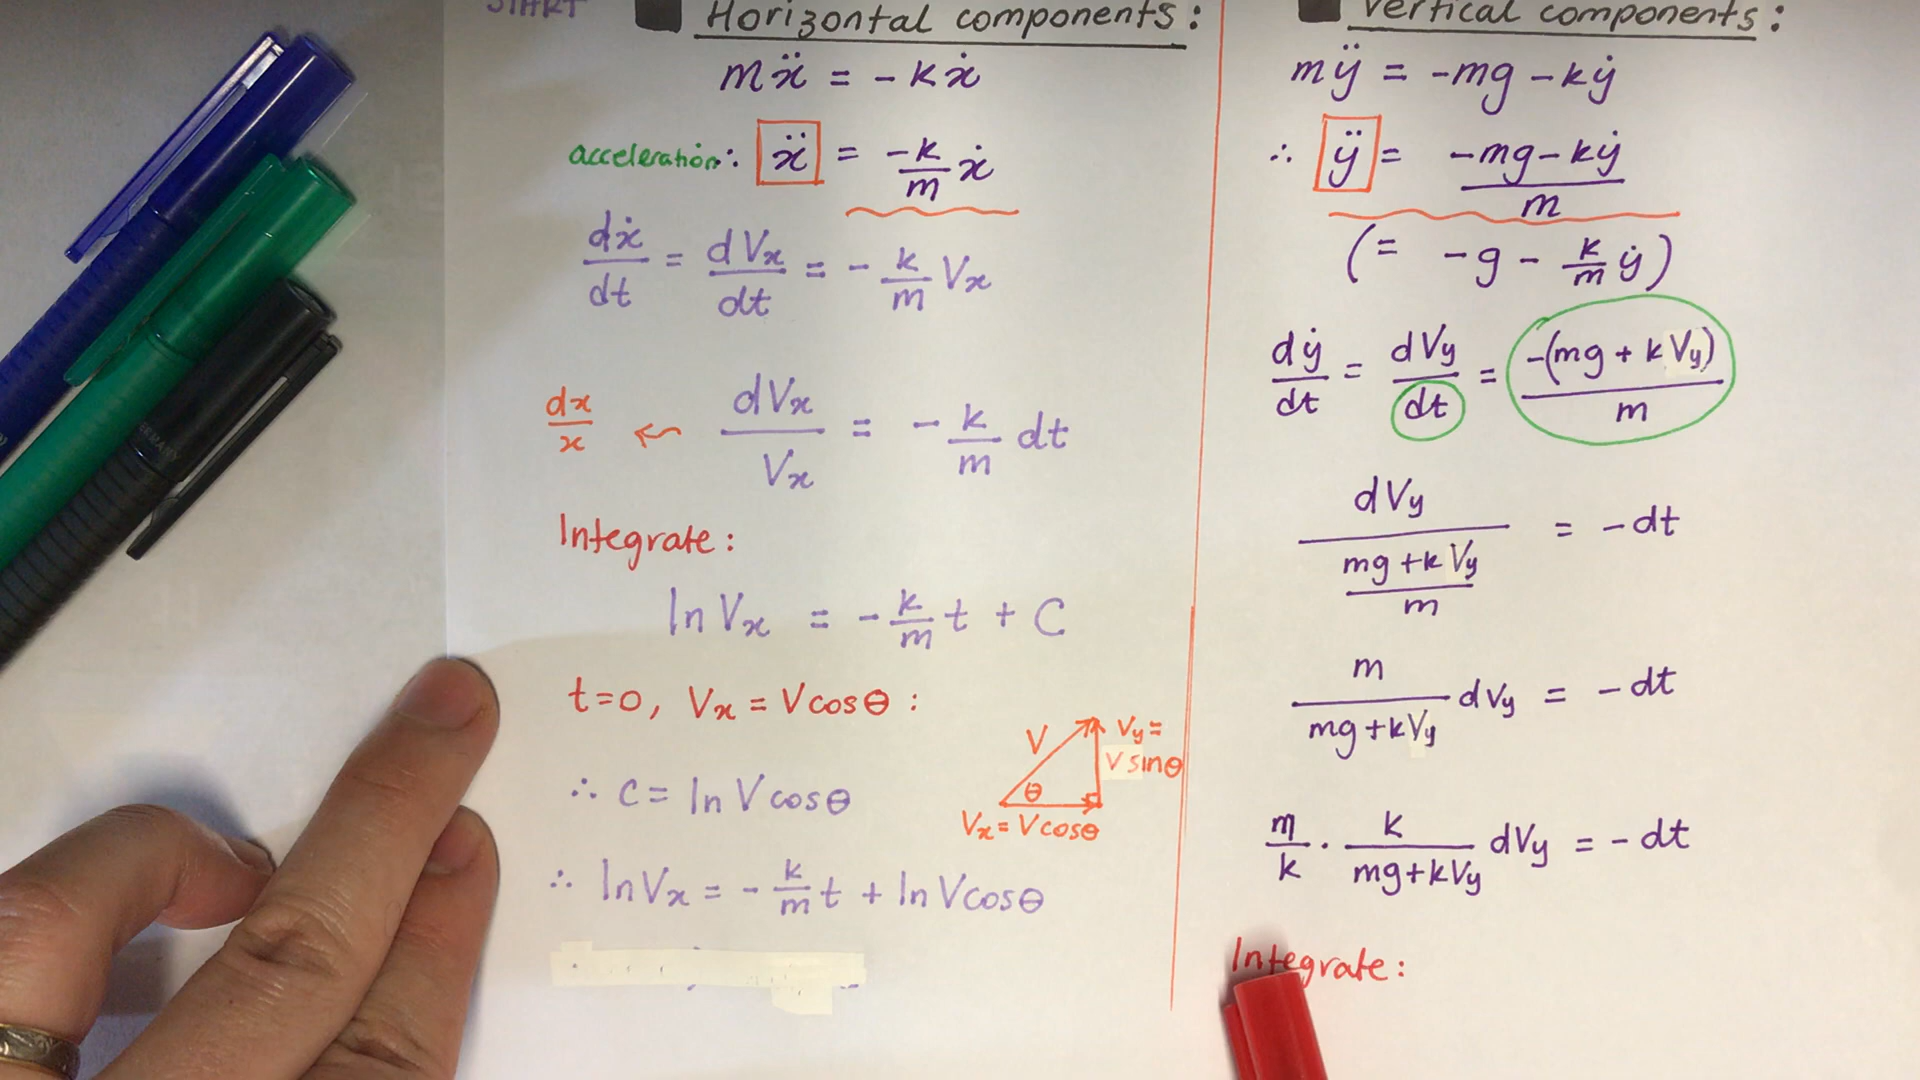 START
Horizontal components:
mẍ = -kẋ
acceleration ∴ ẍ = -k/m ẋ
dẋ/dt = dVx/dt = - k/m Vx
dx/x ← dVx/Vx = - k/m dt
Integrate:
ln Vx = - k/m t + C
t=0, Vx = Vcosθ :
V Vy =
V sinθ
θ
Vx = Vcosθ
∴ C = ln Vcosθ
∴ lnVx = - k/m t + ln Vcosθ
Vertical components:
mÿ = -mg - kẏ
∴ ÿ = -mg-kẏ/m
(= -g - k/m ẏ)
dẏ/dt = dVy/dt = -(mg + kVy)/m
dVy/((mg+kVy)/m) = -dt
m/(mg+kVy) dVy = -dt
m/k . k/(mg+kVy) dVy = -dt
Integrate: